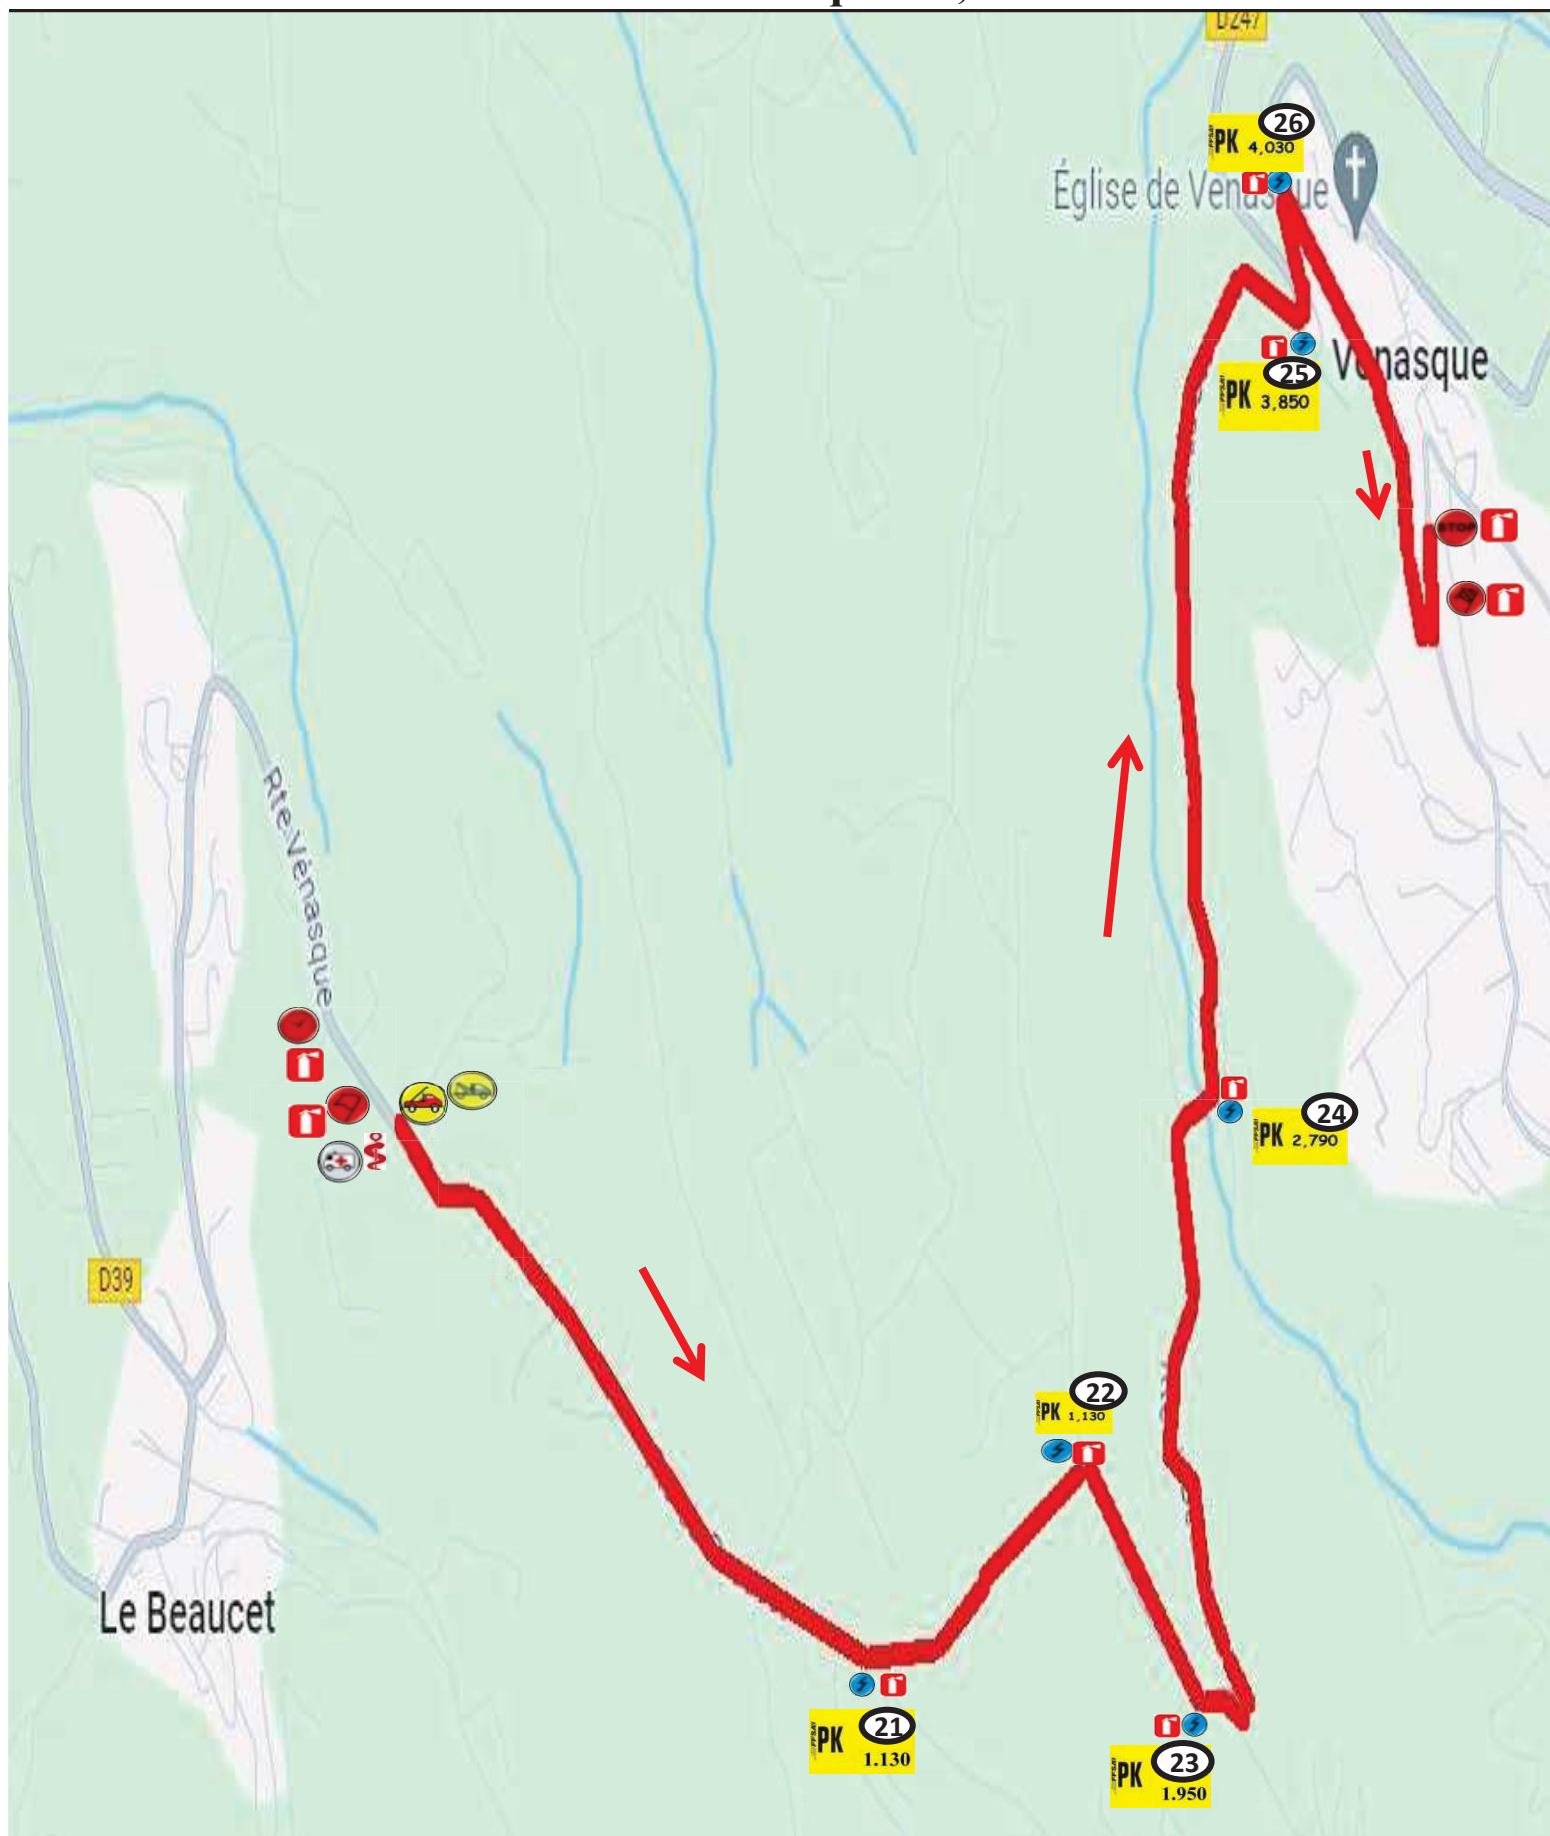 D247
26
PK 4,030
Église de Venasque
25
PK 3,850
Venasque
STOP
Rte Vénasque
24
PK 2,790
D39
22
PK 1,130
Le Beaucet
21
PK
1.130
23
PK
1.950